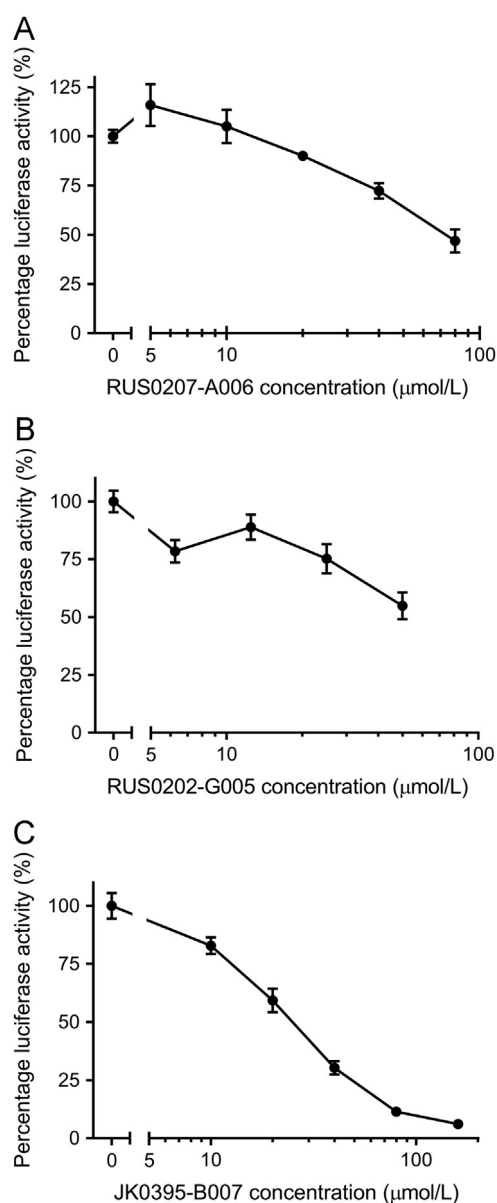 A
Percentage luciferase activity (%)
125
100
75
50
25
0
0 5 10 100
RUS0207-A006 concentration (μmol/L)
B
Percentage luciferase activity (%)
100
75
50
25
0
0 5 10 100
RUS0202-G005 concentration (μmol/L)
C
Percentage luciferase activity (%)
100
75
50
25
0
0 5 10 100
JK0395-B007 concentration (μmol/L)